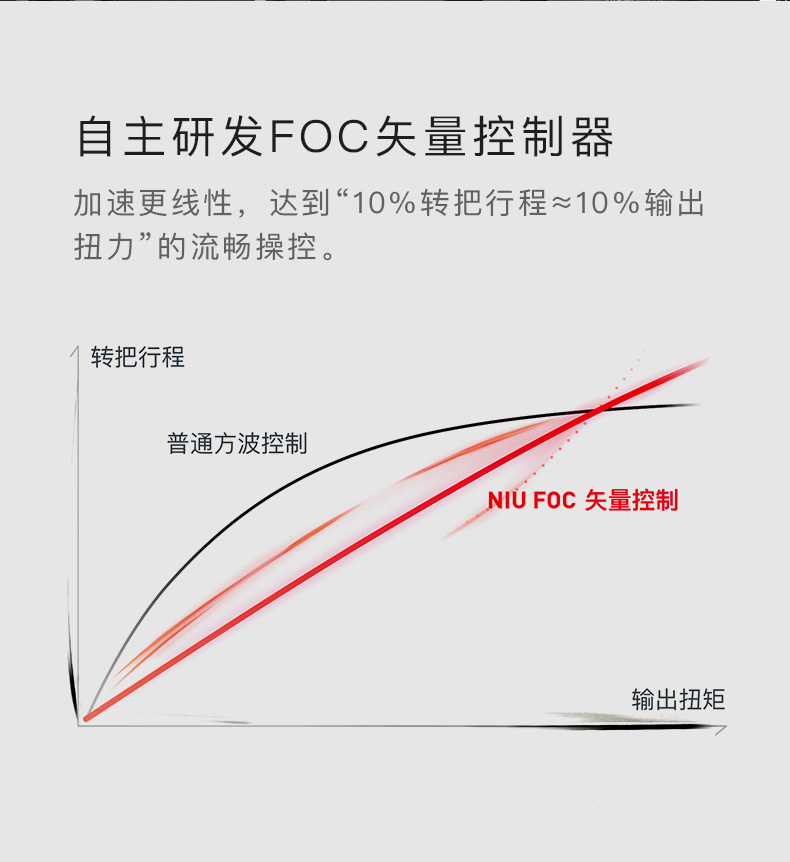 自主研发FOC矢量控制器
加速更线性，达到“10%转把行程≈10%输出
扭力”的流畅操控。
转把行程
普通方波控制
NIU FOC 矢量控制
输出扭矩